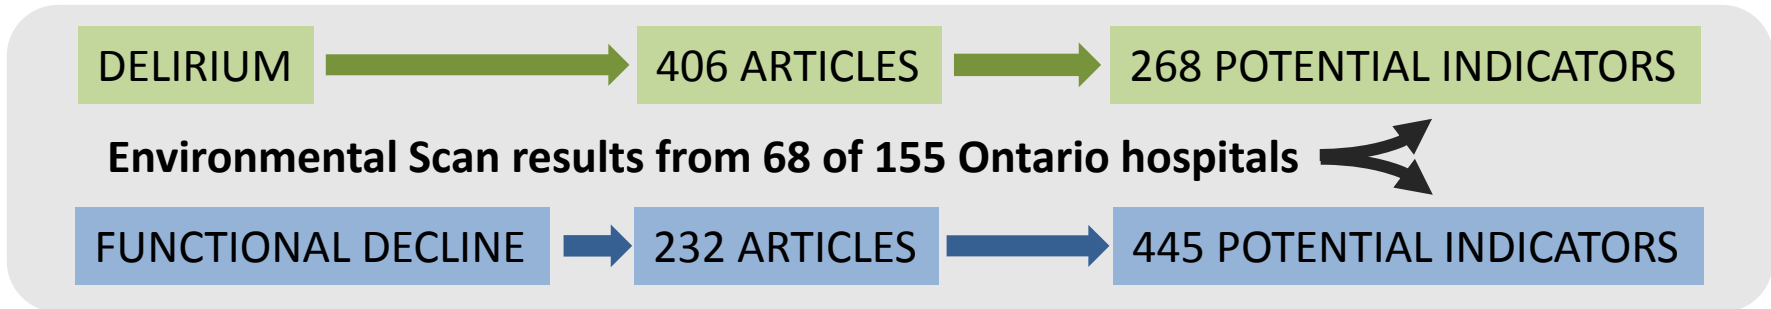 DELIRIUM 406 ARTICLES 268 POTENTIAL INDICATORS
Environmental Scan results from 68 of 155 Ontario hospitals
FUNCTIONAL DECLINE 232 ARTICLES 445 POTENTIAL INDICATORS